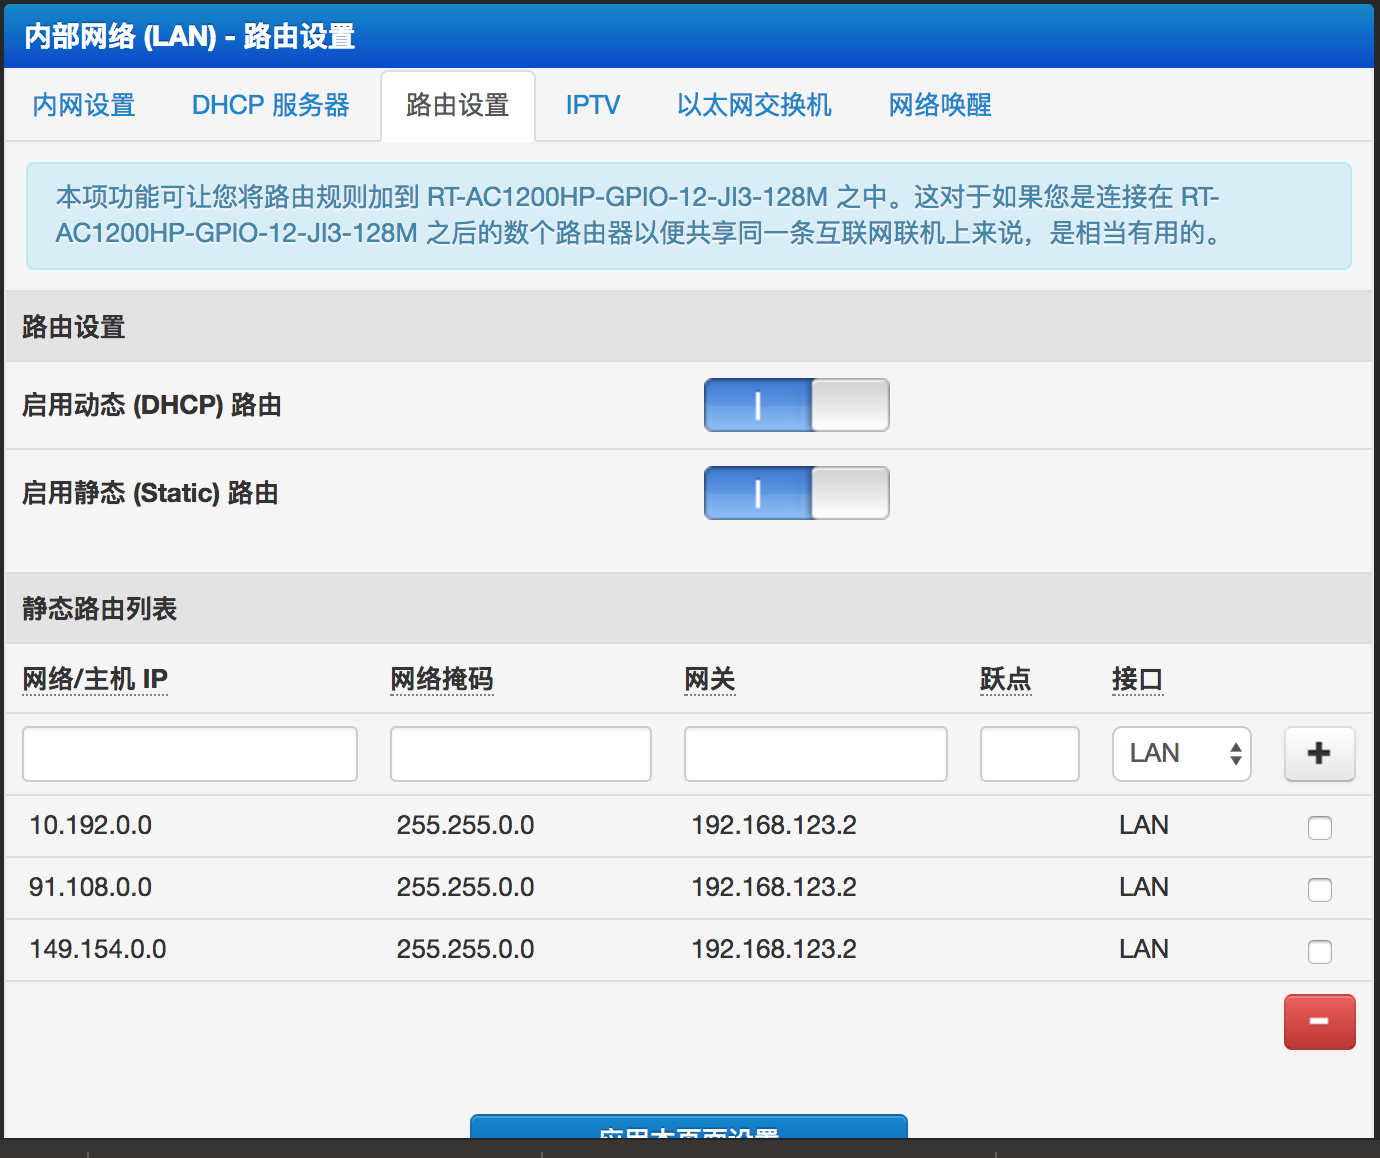 内部网络 (LAN) - 路由设置
内网设置 DHCP 服务器 路由设置 IPTV 以太网交换机 网络唤醒
本项功能可让您将路由规则加到 RT-AC1200HP-GPIO-12-JI3-128M 之中。这对于如果您是连接在 RT-
AC1200HP-GPIO-12-JI3-128M 之后的数个路由器以便共享同一条互联网联机上来说，是相当有用的。
路由设置
启用动态 (DHCP) 路由
启用静态 (Static) 路由
静态路由列表
网络/主机 IP 网络掩码 网关 跃点 接口
LAN
10.192.0.0 255.255.0.0 192.168.123.2 LAN
91.108.0.0 255.255.0.0 192.168.123.2 LAN
149.154.0.0 255.255.0.0 192.168.123.2 LAN
应用本页面设置